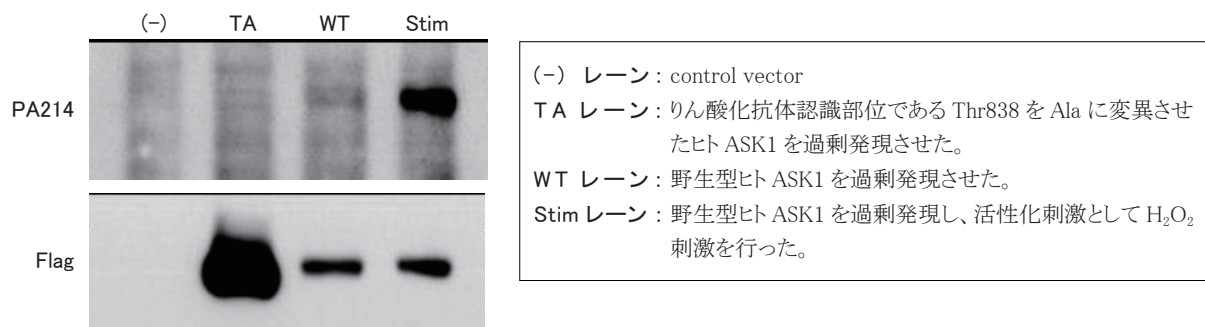 (-) TA WT Stim
PA214
Flag
(-) レーン : control vector
TA レーン : りん酸化抗体認識部位である Thr838 を Ala に変異させ
たヒト ASK1 を過剰発現させた。
WT レーン : 野生型ヒト ASK1 を過剰発現させた。
Stim レーン : 野生型ヒト ASK1 を過剰発現し、活性化刺激として H₂O₂
刺激を行った。